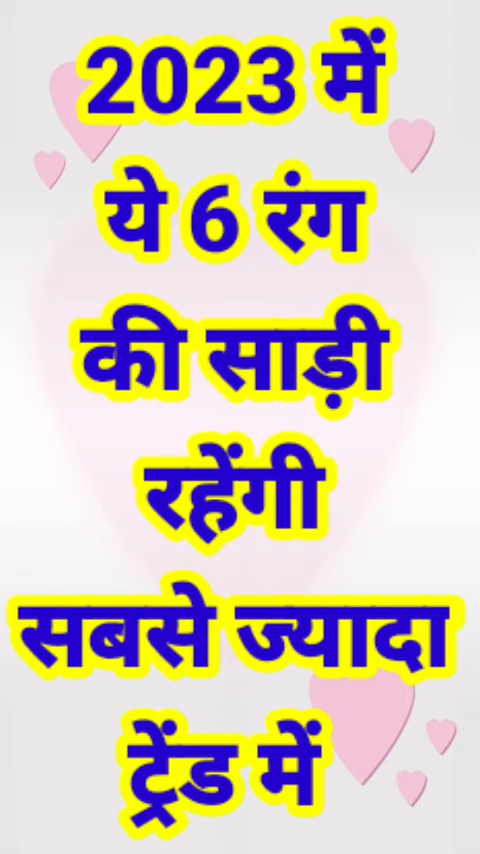 2023 में
ये 6 रंग
की साड़ी
रहेंगी
सबसे ज्यादा
ट्रेंड में